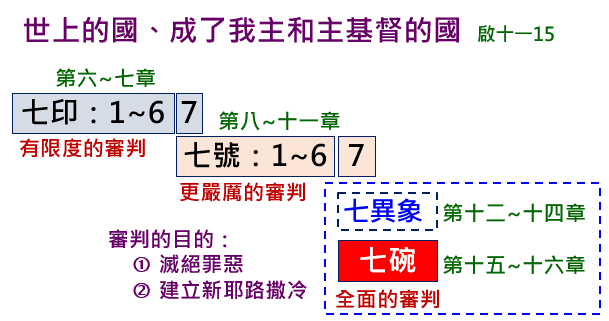 世上的國、成了我主和主基督的國 啟十一15
第六~七章
七印：1~6 7
第八~十一章
有限度的審判
七號：1~6 7
更嚴厲的審判
七異象 第十二~十四章
審判的目的：
七碗 第十五~十六章
① 滅絕罪惡
② 建立新耶路撒冷
全面的審判